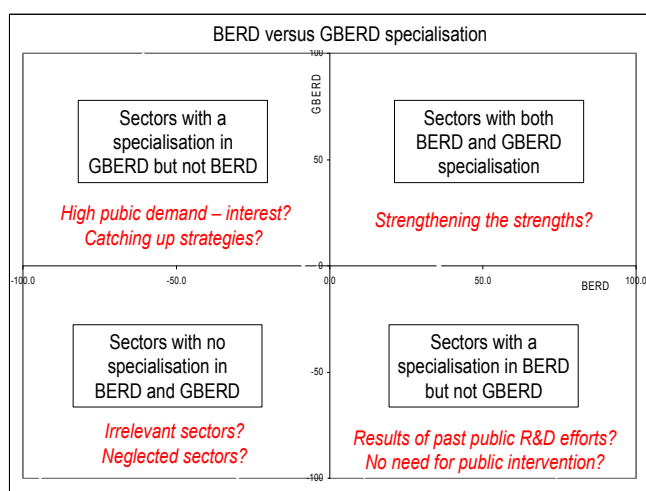 BERD versus GBERD specialisation
100
GBERD
Sectors with a
specialisation in
GBERD but not BERD
Sectors with both
BERD and GBERD
specialisation
50
High pubic demand – interest?
Catching up strategies?
Strengthening the strengths?
0
-100.0
-50.0
0.0
50.0
100.0
BERD
Sectors with no
specialisation in
BERD and GBERD
Sectors with a
specialisation in BERD
but not GBERD
-50
Irrelevant sectors?
Neglected sectors?
Results of past public R&D efforts?
No need for public intervention?
-100